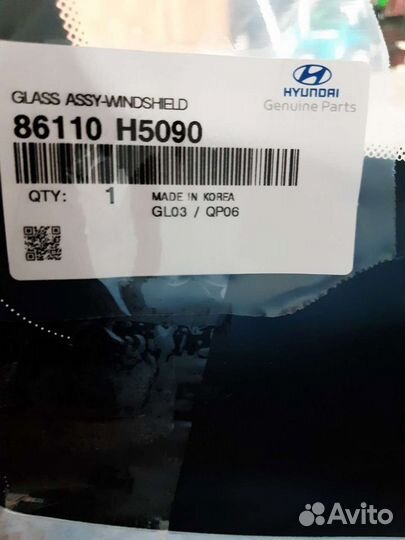 HYUNDAI
GLASS ASSY-WINDSHIELD
Genuine Parts
86110 H5090
QTY: 1 MADE IN KOREA
GL03 / QP06
Avito